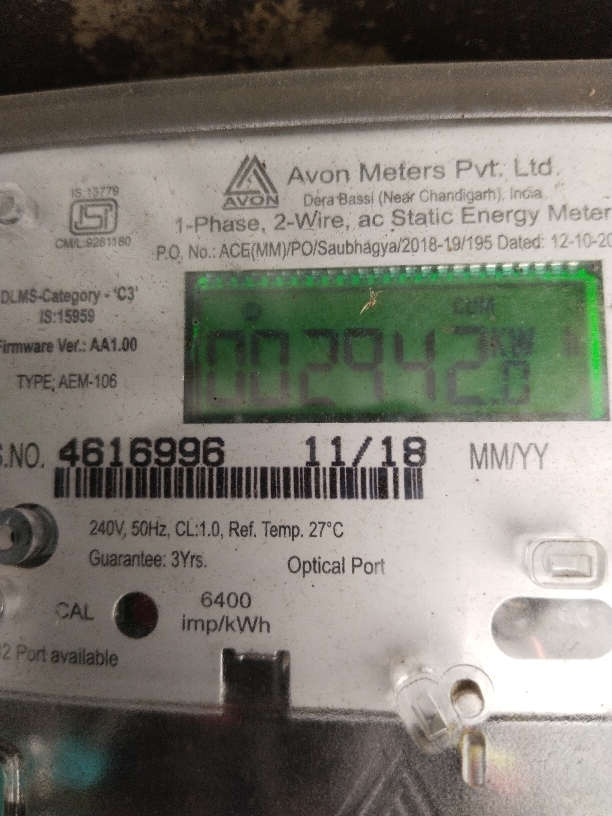 IS:13779
ISI
CM/L:9261180
AVON
Avon Meters Pvt. Ltd.
Dera Bassi (Near Chandigarh), India
1-Phase, 2-Wire, ac Static Energy Meter
P.O. No.: ACE(MM)/PO/Saubhagya/2018-19/195 Dated: 12-10-20
DLMS-Category - 'C3'
IS:15959
Firmware Ver.: AA1.00
TYPE; AEM-106
CUM
002942.0
KW
S.NO. 4616996 11/18 MM/YY
240V, 50Hz, CL:1.0, Ref. Temp. 27°C
Guarantee: 3Yrs.
Optical Port
CAL
6400
imp/kWh
Port available